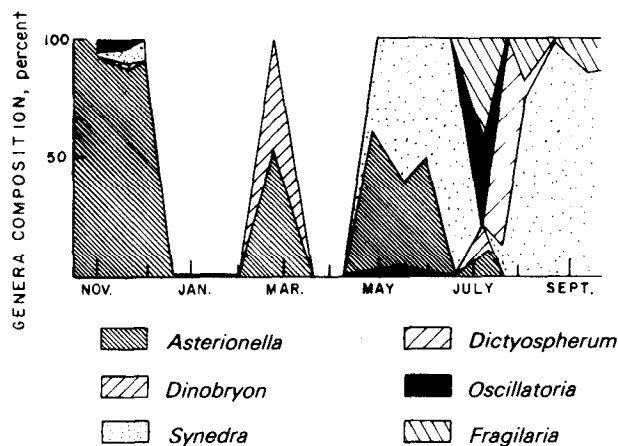 GENERA COMPOSITION, percent
100
50
NOV. JAN. MAR. MAY JULY SEPT.
Asterionella
Dinobryon
Synedra
Dictyospherum
Oscillatoria
Fragilaria